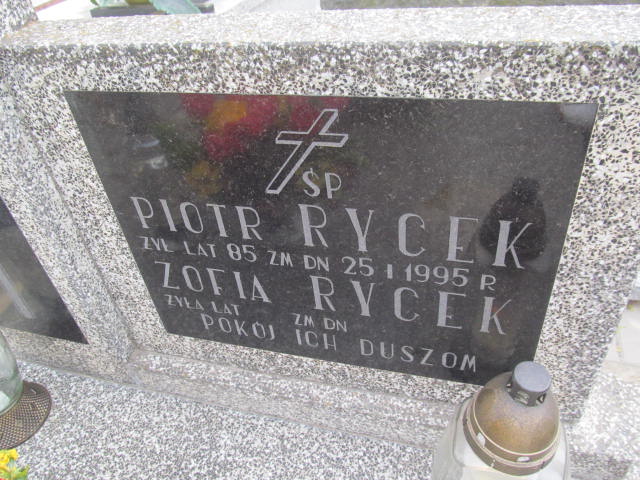 ŚP
PIOTR RYCEK
ŻYŁ LAT 85 ZM DN 25 I 1995 R
ZOFIA RYCEK
ŻYŁA LAT ZM DN
POKÓJ ICH DUSZOM